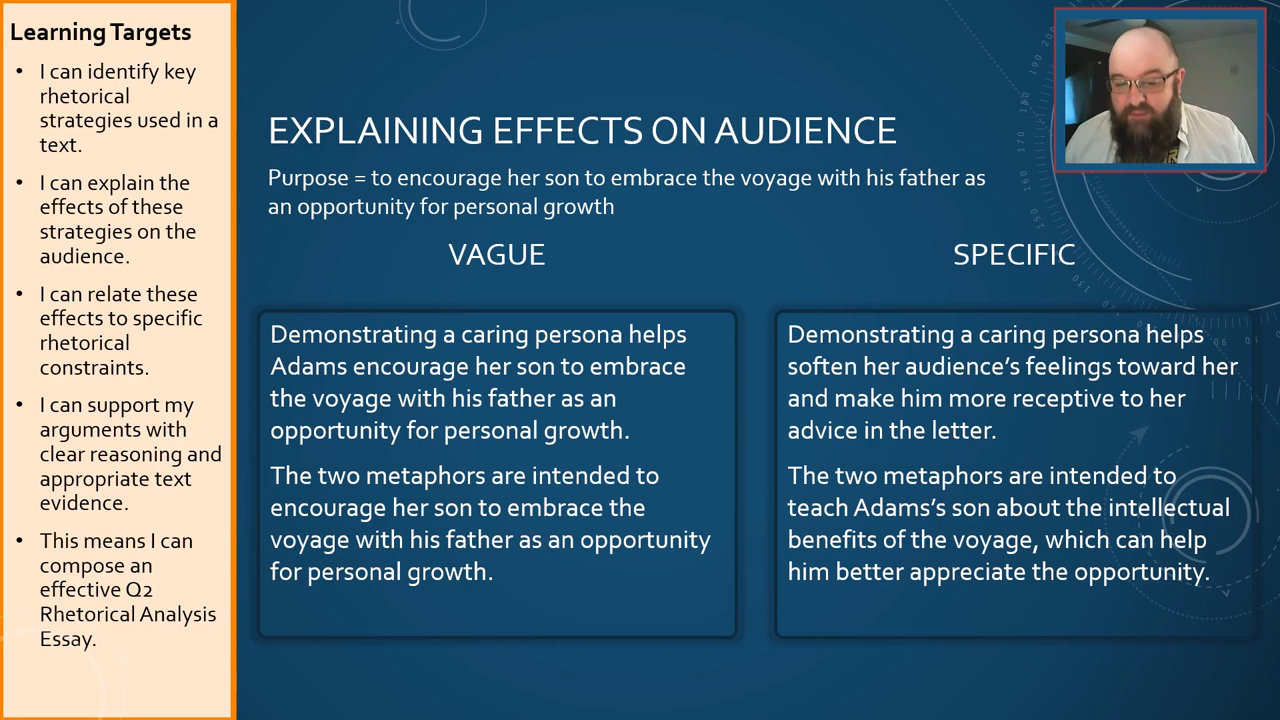 Learning Targets
• I can identify key
rhetorical
strategies used in a
text.
• I can explain the
effects of these
strategies on the
audience.
• I can relate these
effects to specific
rhetorical
constraints.
• I can support my
arguments with
clear reasoning and
appropriate text
evidence.
• This means I can
compose an
effective Q2
Rhetorical Analysis
Essay.
EXPLAINING EFFECTS ON AUDIENCE
Purpose = to encourage her son to embrace the voyage with his father as
an opportunity for personal growth
VAGUE
Demonstrating a caring persona helps
Adams encourage her son to embrace
the voyage with his father as an
opportunity for personal growth.
The two metaphors are intended to
encourage her son to embrace the
voyage with his father as an opportunity
for personal growth.
SPECIFIC
Demonstrating a caring persona helps
soften her audience’s feelings toward her
and make him more receptive to her
advice in the letter.
The two metaphors are intended to
teach Adams’s son about the intellectual
benefits of the voyage, which can help
him better appreciate the opportunity.
200
190
180
170
160
150
130